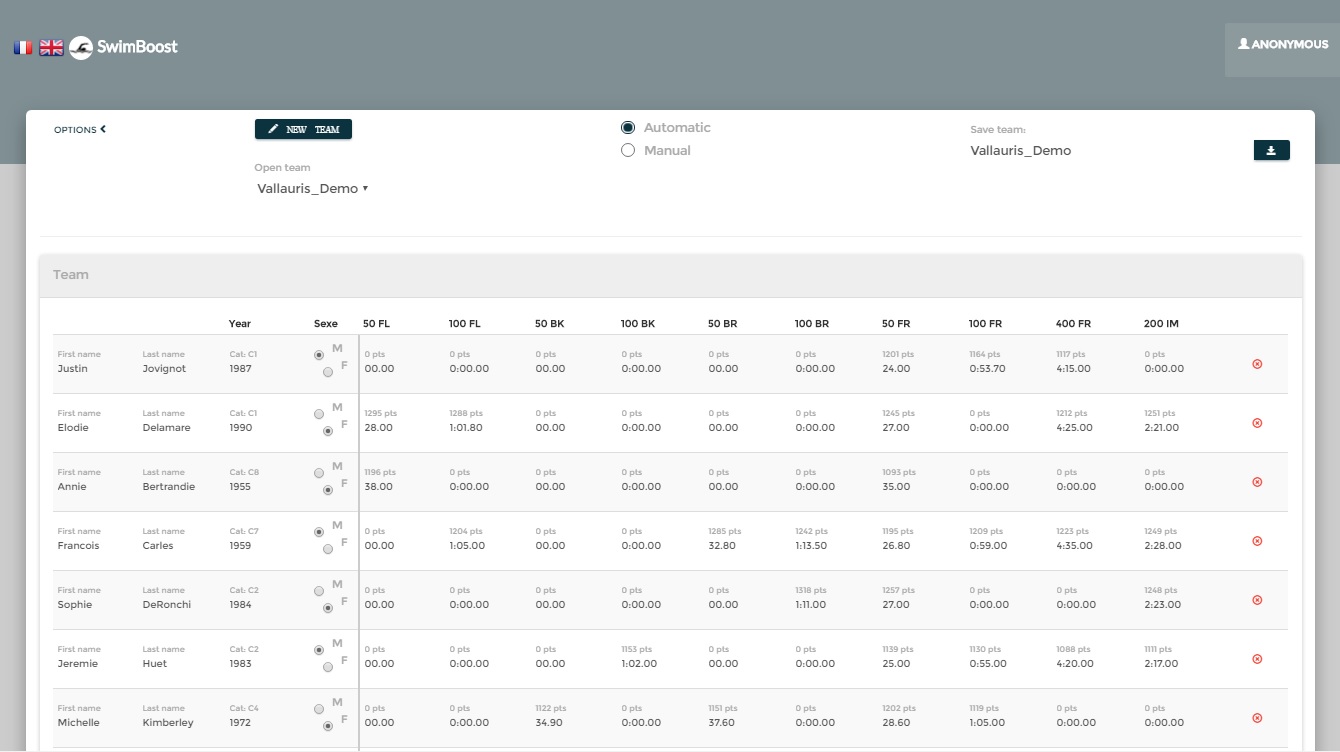 SwimBoost
ANONYMOUS
OPTIONS
NEW TEAM
Automatic
Save team:
Manual
Vallauris_Demo
Open team
Vallauris_Demo
Team
Year Sexe 50 FL 100 FL 50 BK 100 BK 50 BR 100 BR 50 FR 100 FR 400 FR 200 IM
First name Last name Cat: C1 M 0 pts 0 pts 0 pts 0 pts 0 pts 0 pts 1201 pts 1164 pts 1117 pts 0 pts
Justin Jovignot 1987 F 00.00 0:00.00 00.00 0:00.00 00.00 0:00.00 24.00 0:53.70 4:15.00 0:00.00
First name Last name Cat: C1 M 1295 pts 1288 pts 0 pts 0 pts 0 pts 0 pts 1245 pts 0 pts 1212 pts 1251 pts
Elodie Delamare 1990 F 28.00 1:01.80 00.00 0:00.00 00.00 0:00.00 27.00 0:00.00 4:25.00 2:21.00
First name Last name Cat: C8 M 1196 pts 0 pts 0 pts 0 pts 0 pts 0 pts 1093 pts 0 pts 0 pts 0 pts
Annie Bertrandie 1955 F 38.00 0:00.00 00.00 0:00.00 00.00 0:00.00 35.00 0:00.00 0:00.00 0:00.00
First name Last name Cat: C7 M 0 pts 1204 pts 0 pts 0 pts 1285 pts 1242 pts 1195 pts 1209 pts 1223 pts 1249 pts
Francois Carles 1959 F 00.00 1:05.00 00.00 0:00.00 32.80 1:13.50 26.80 0:59.00 4:35.00 2:28.00
First name Last name Cat: C2 M 0 pts 0 pts 0 pts 0 pts 0 pts 1318 pts 1257 pts 0 pts 0 pts 1248 pts
Sophie DeRonchi 1984 F 00.00 0:00.00 00.00 0:00.00 00.00 1:11.00 27.00 0:00.00 0:00.00 2:23.00
First name Last name Cat: C2 M 0 pts 0 pts 0 pts 1153 pts 0 pts 0 pts 1139 pts 1130 pts 1088 pts 1111 pts
Jeremie Huet 1983 F 00.00 0:00.00 00.00 1:02.00 00.00 0:00.00 25.00 0:55.00 4:20.00 2:17.00
First name Last name Cat: C4 M 0 pts 0 pts 1122 pts 0 pts 1151 pts 0 pts 1202 pts 1119 pts 0 pts 0 pts
Michelle Kimberley 1972 F 00.00 0:00.00 34.90 0:00.00 37.60 0:00.00 28.60 1:05.00 0:00.00 0:00.00